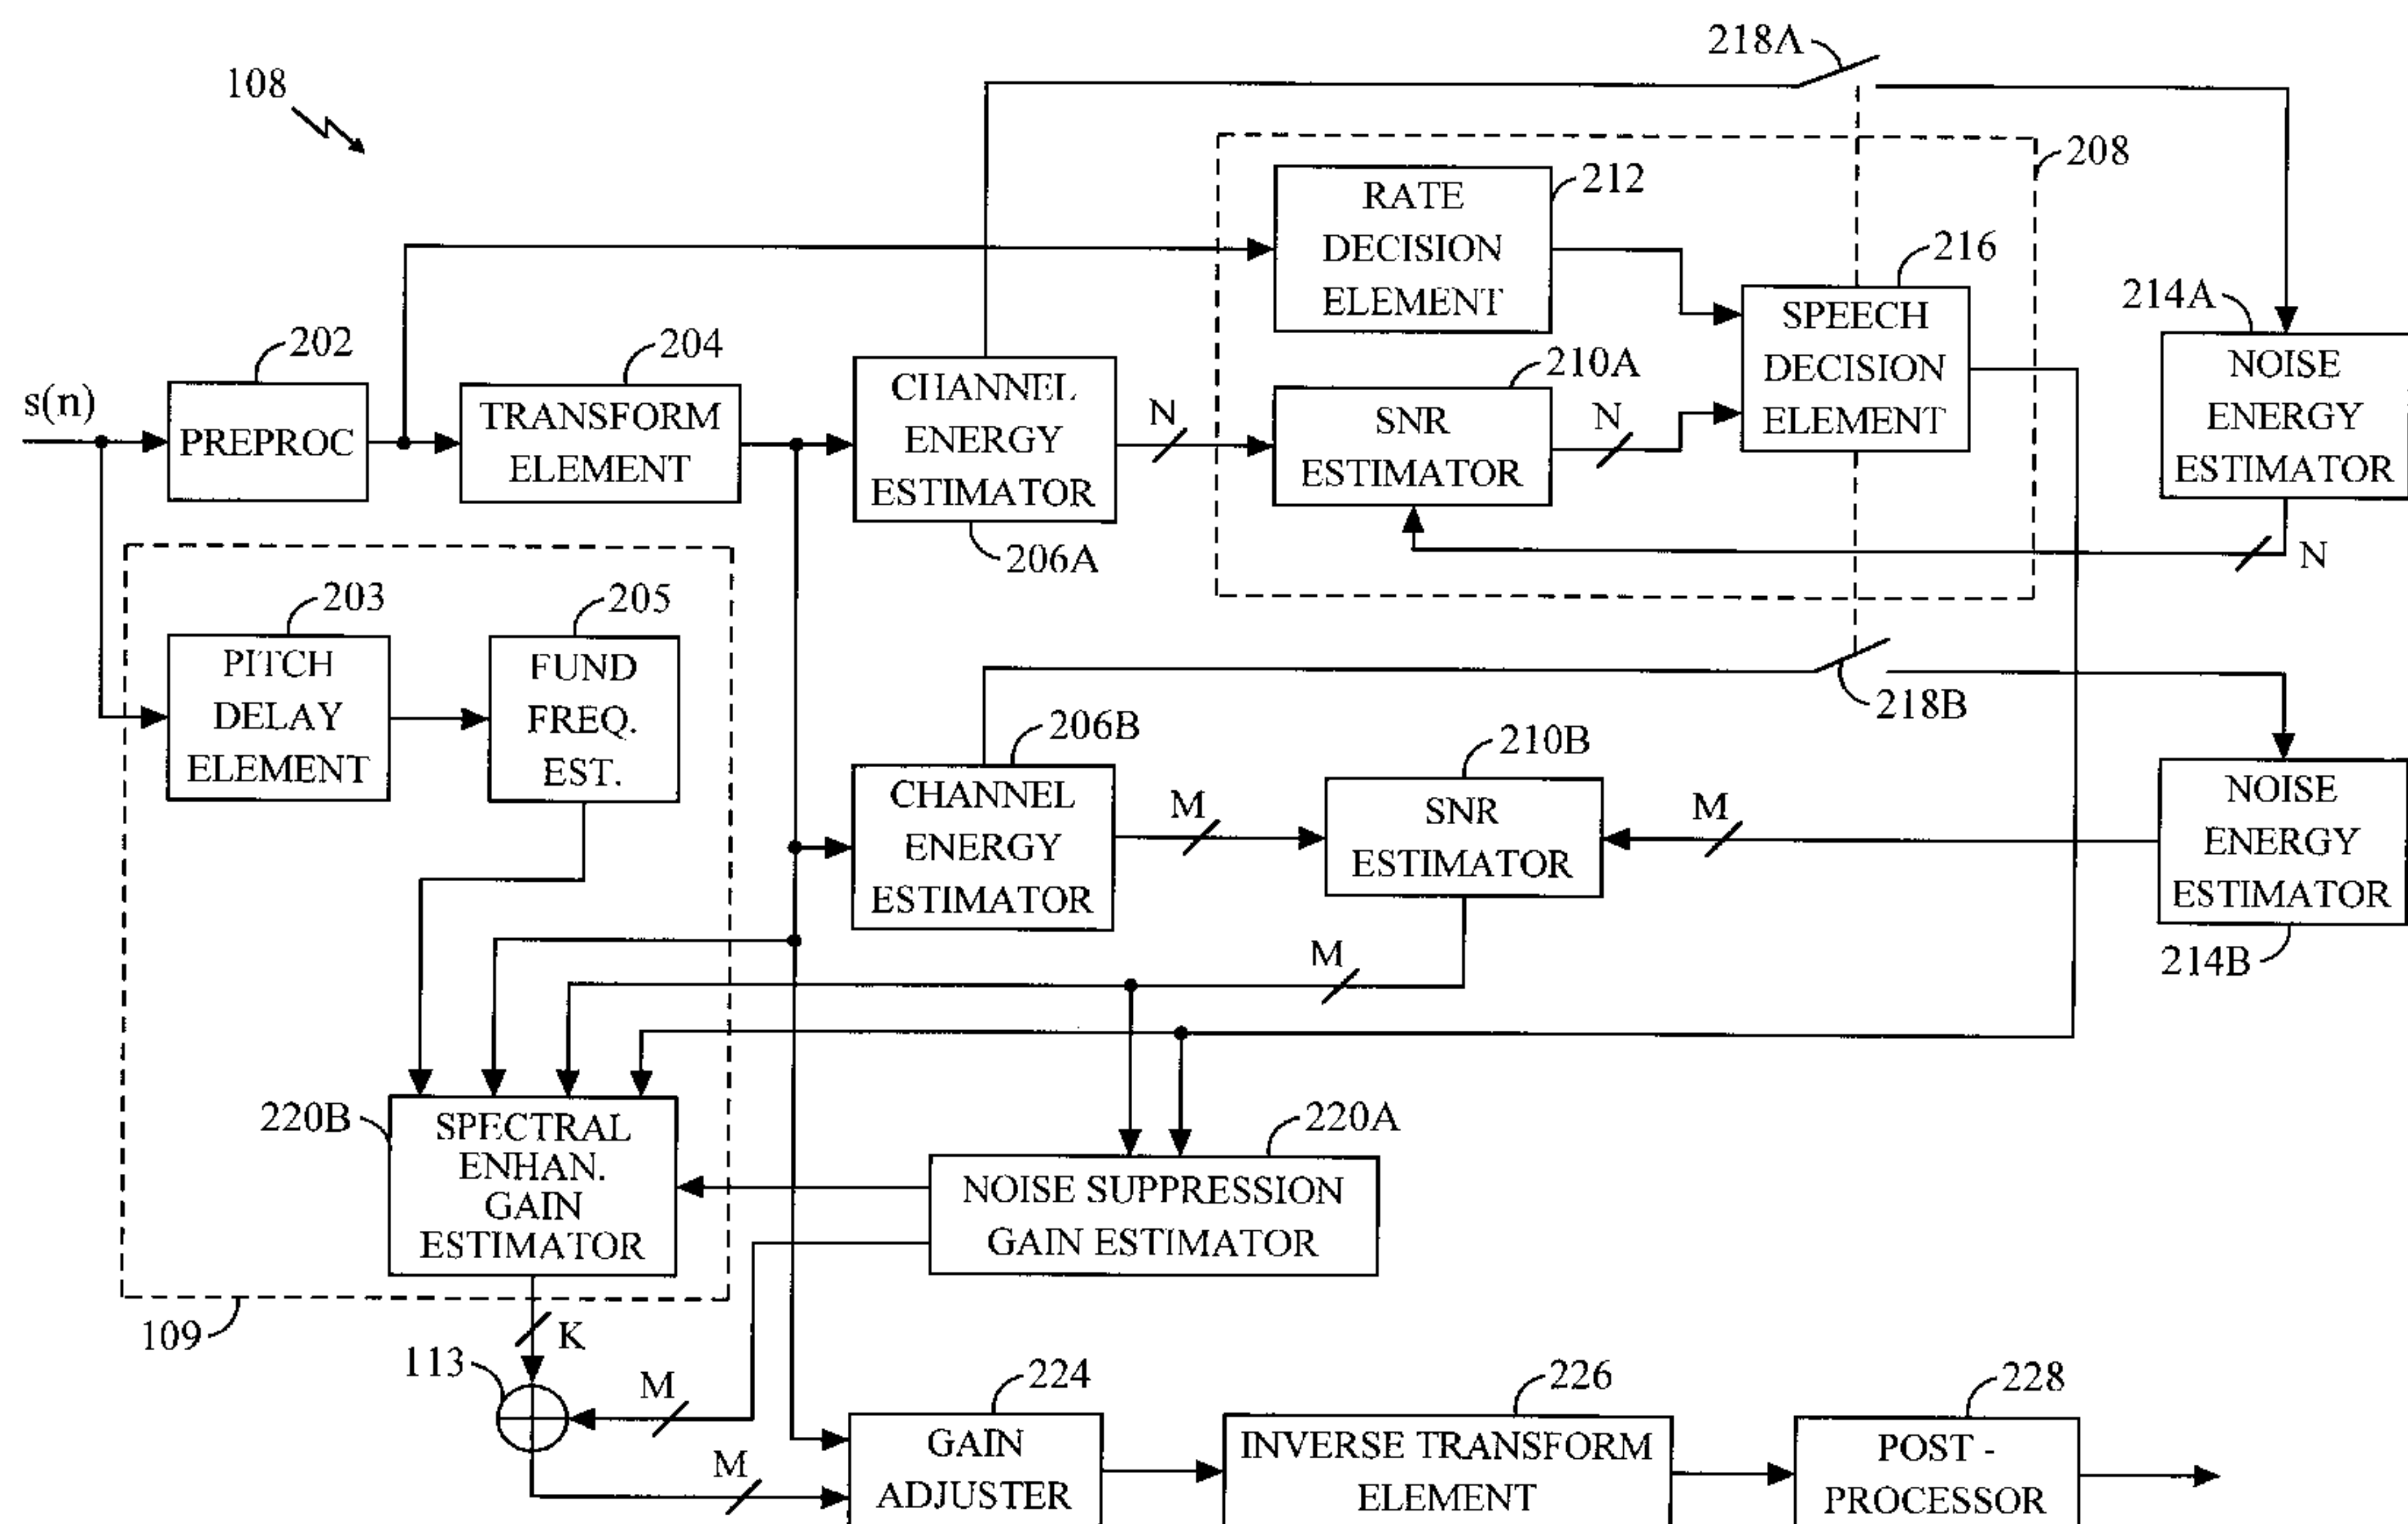 218A
108
208
RATE
DECISION
ELEMENT
212
216
SPEECH
DECISION
ELEMENT
214A
NOISE
ENERGY
ESTIMATOR
N
s(n)
202
PREPROC
204
TRANSFORM
ELEMENT
CHANNEL
ENERGY
ESTIMATOR
206A
N
210A
SNR
ESTIMATOR
N
203
PITCH
DELAY
ELEMENT
205
FUND
FREQ.
EST.
218B
206B
CHANNEL
ENERGY
ESTIMATOR
M
210B
SNR
ESTIMATOR
M
NOISE
ENERGY
ESTIMATOR
214B
M
220B
SPECTRAL
ENHAN.
GAIN
ESTIMATOR
220A
NOISE SUPPRESSION
GAIN ESTIMATOR
109
K
113
M
M
224
GAIN
ADJUSTER
226
INVERSE TRANSFORM
ELEMENT
228
POST -
PROCESSOR